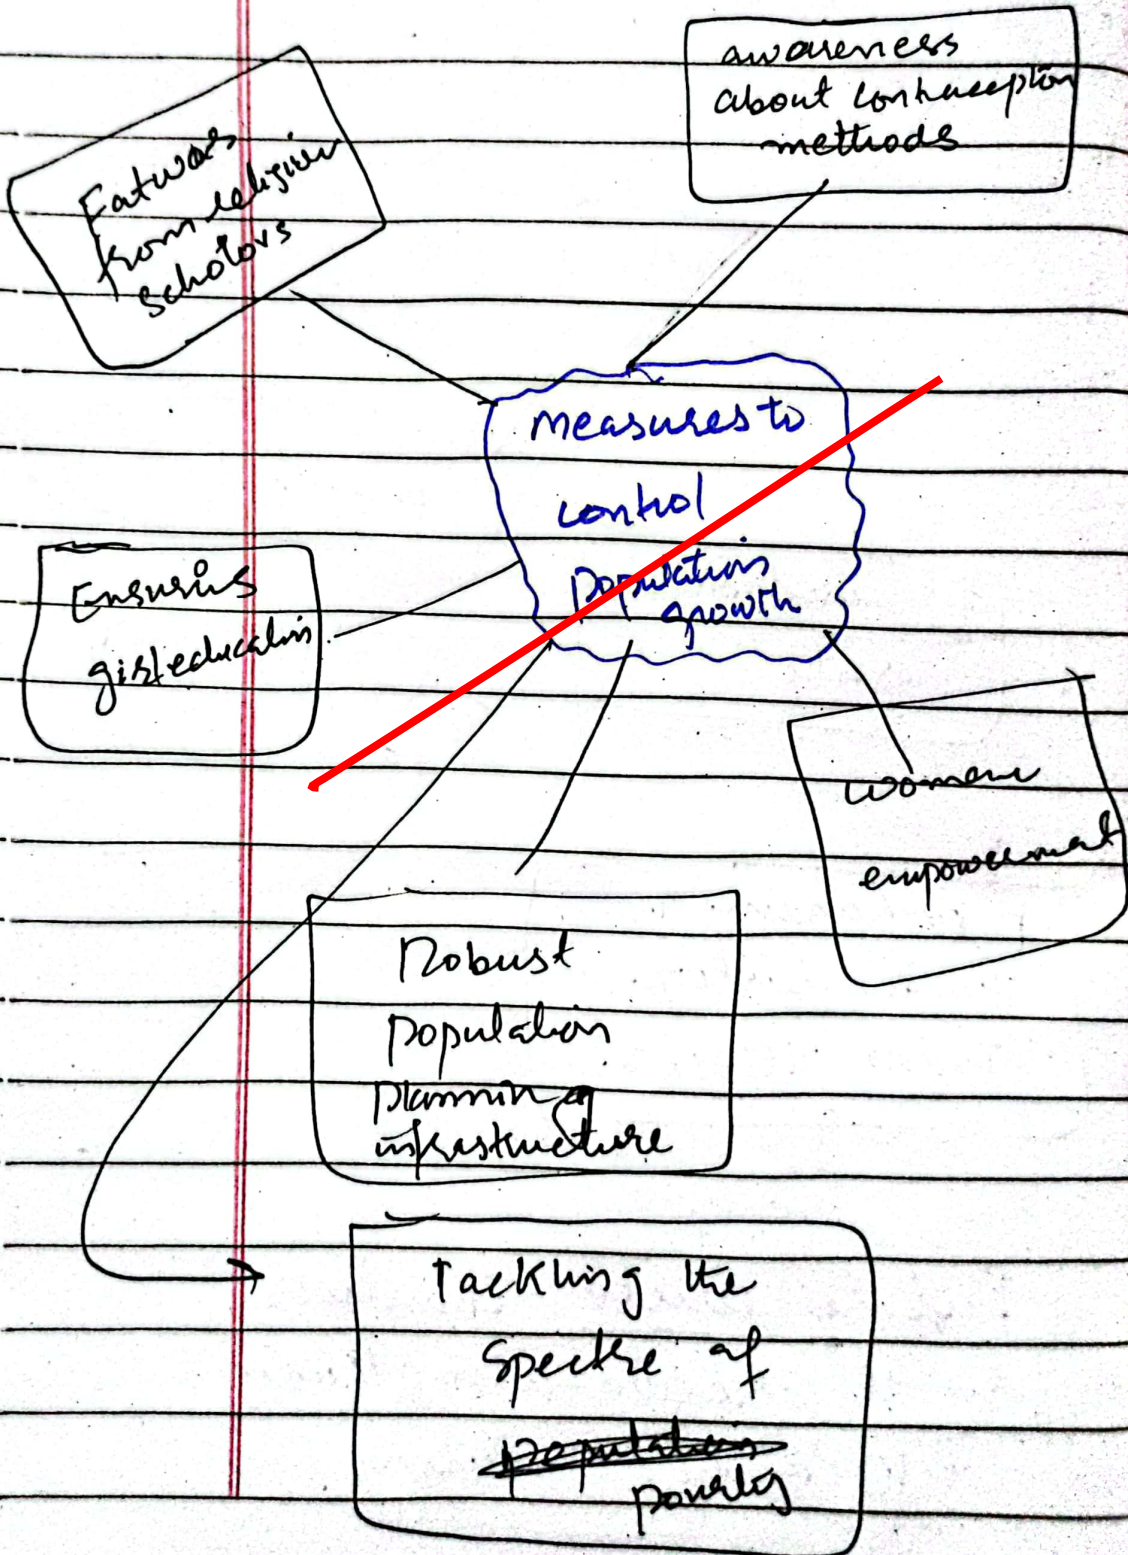 awareness
about contraception
methods
Fatwas
from religious
scholors
measures to
control
population
growth
Ensuring
girl education
women
empowerment
Robust
population
planning
infrastructure
Tackling the
spectre of
population
poverty